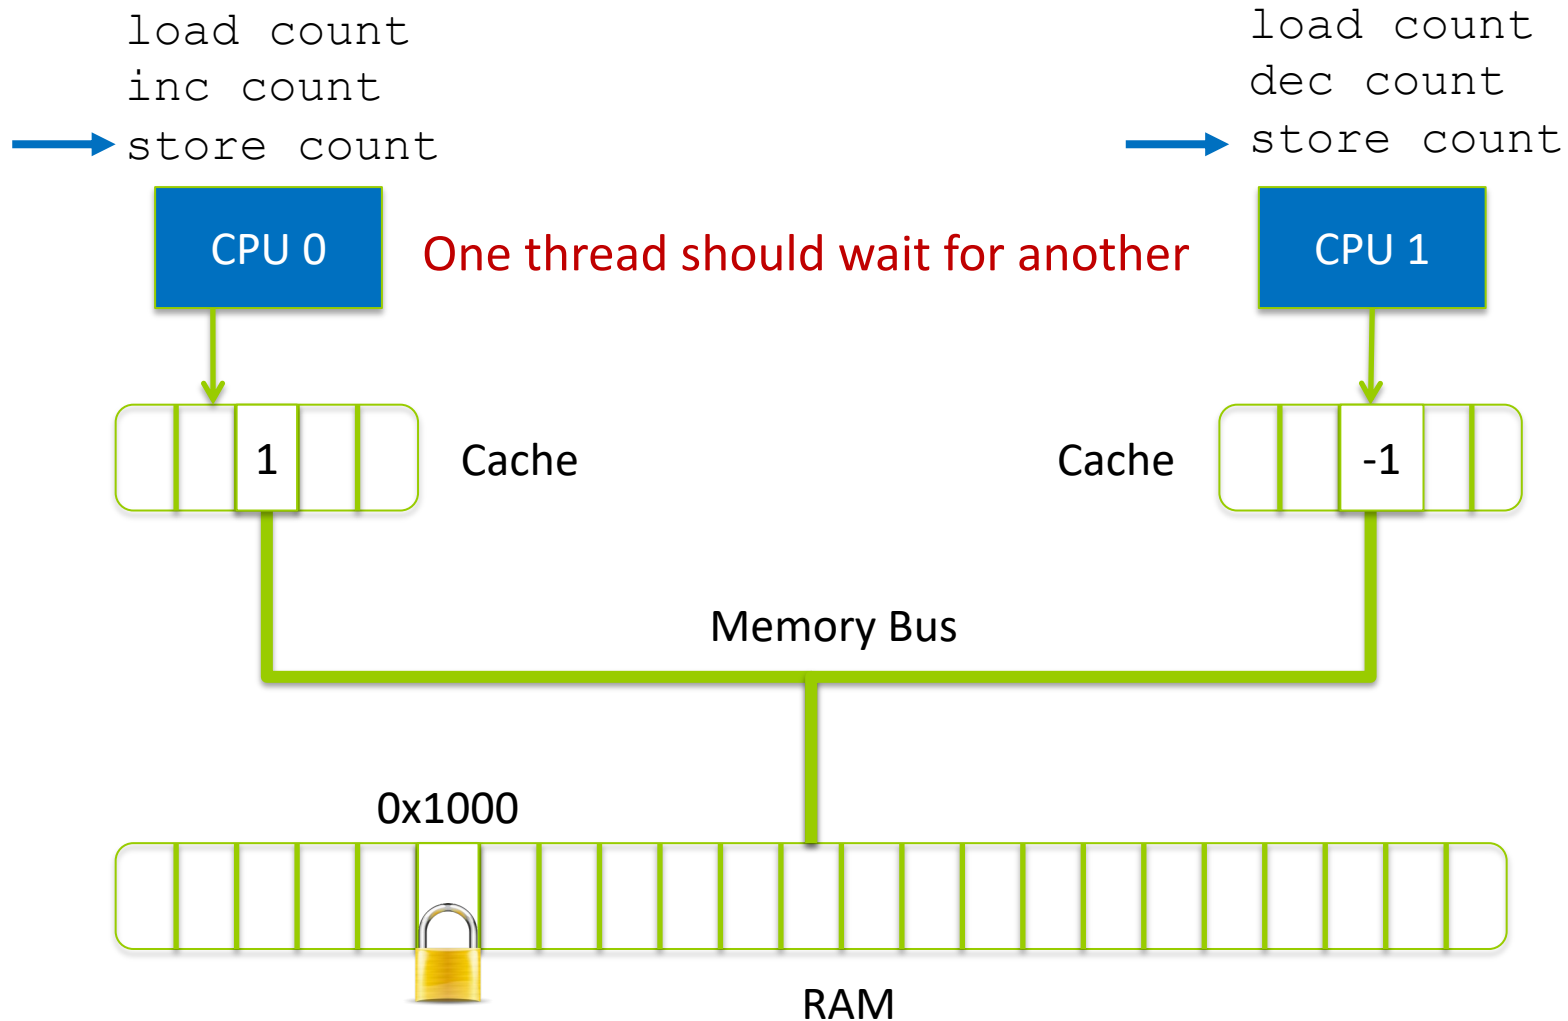 load count
inc count
store count
load count
dec count
store count
CPU 0
One thread should wait for another
CPU 1
1
Cache
Cache
-1
Memory Bus
0x1000
RAM